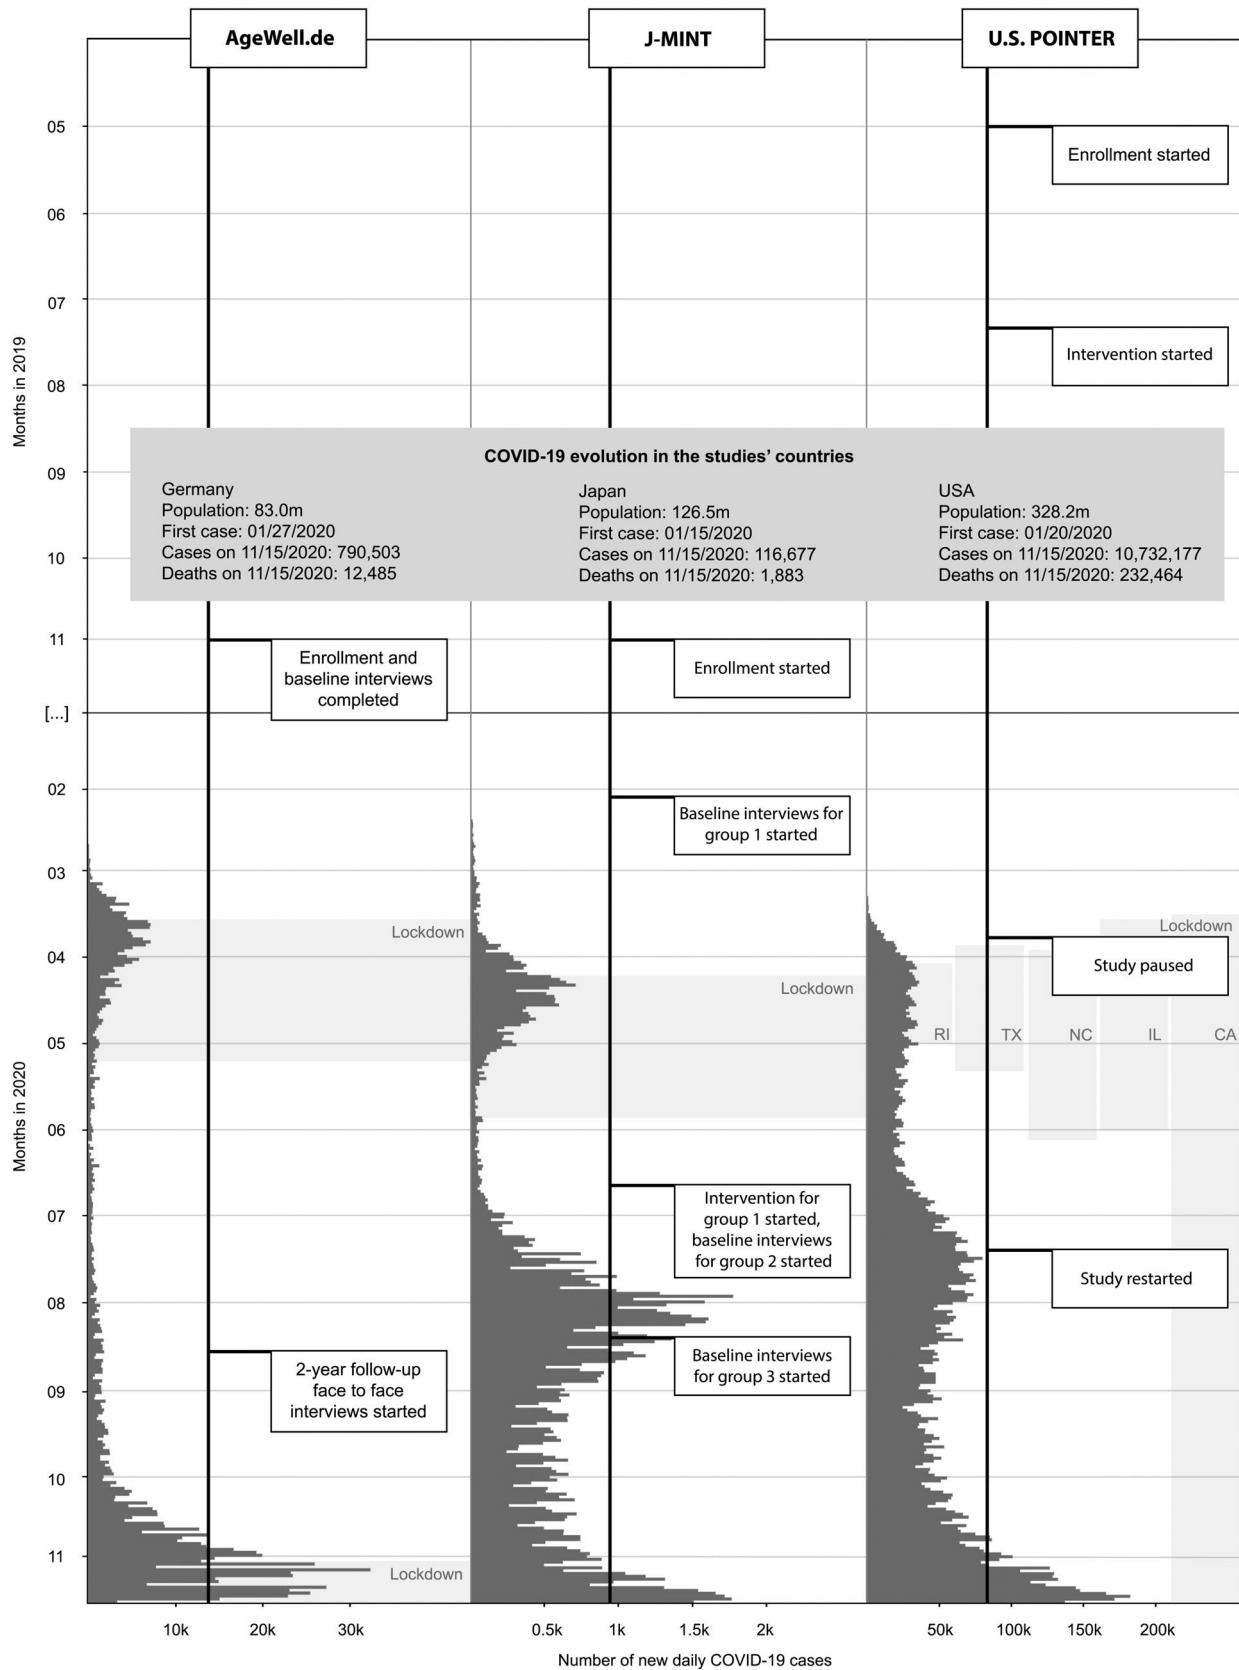 AgeWell.de
J-MINT
U.S. POINTER
Months in 2019
05
Enrollment started
06
07
Intervention started
08
09
10
COVID-19 evolution in the studies' countries
Germany
Population: 83.0m
First case: 01/27/2020
Cases on 11/15/2020: 790,503
Deaths on 11/15/2020: 12,485
Japan
Population: 126.5m
First case: 01/15/2020
Cases on 11/15/2020: 116,677
Deaths on 11/15/2020: 1,883
USA
Population: 328.2m
First case: 01/20/2020
Cases on 11/15/2020: 10,732,177
Deaths on 11/15/2020: 232,464
11
Enrollment and
baseline interviews
completed
Enrollment started
[...]
Months in 2020
02
Baseline interviews for
group 1 started
03
Lockdown
Lockdown
04
Study paused
Lockdown
RI
TX
NC
IL
CA
05
06
Intervention for
group 1 started,
baseline interviews
for group 2 started
07
Study restarted
08
2-year follow-up
face to face
interviews started
Baseline interviews
for group 3 started
09
10
11
Lockdown
10k
20k
30k
0.5k
1k
1.5k
2k
50k
100k
150k
200k
Number of new daily COVID-19 cases